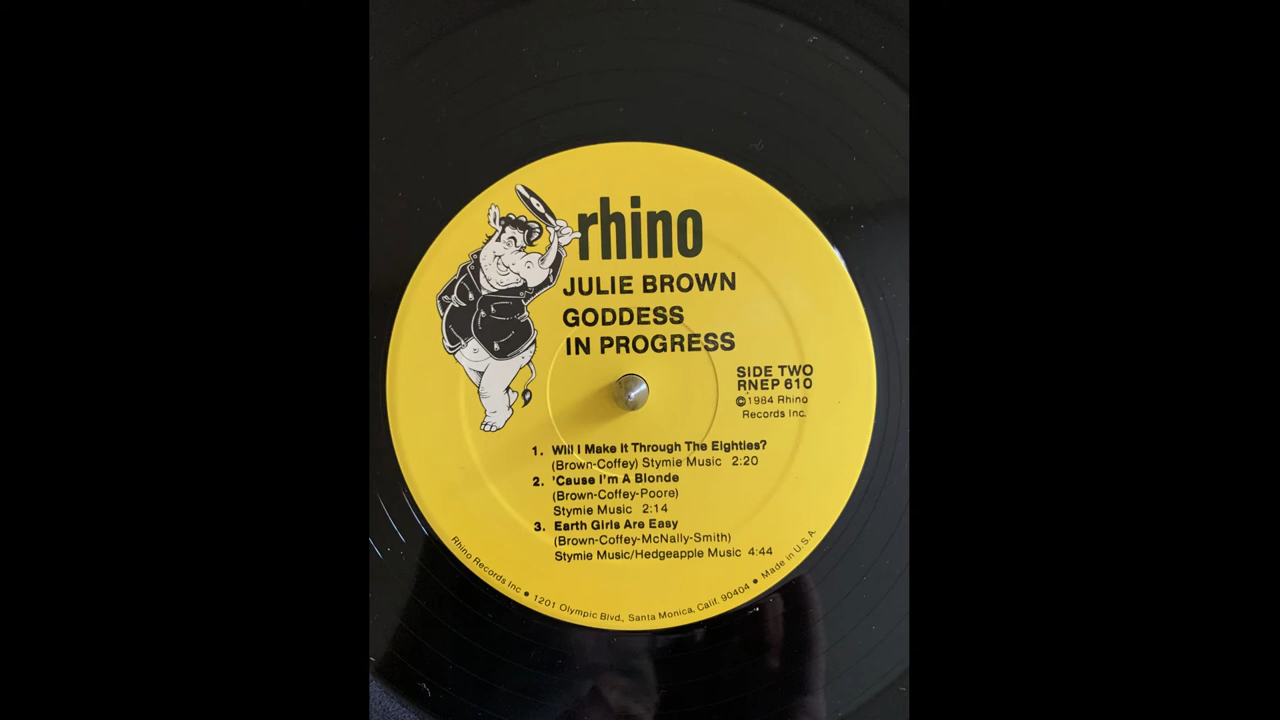 rhino
JULIE BROWN
GODDESS
IN PROGRESS
SIDE TWO
RNEP 610
©1984 Rhino
Records Inc.
1. Will I Make It Through The Eighties?
(Brown-Coffey) Stymie Music 2:20
2. 'Cause I'm A Blonde
(Brown-Coffey-Poore)
Stymie Music 2:14
3. Earth Girls Are Easy
(Brown-Coffey-McNally-Smith)
Stymie Music/Hedgeapple Music 4:44
Rhino Records Inc • 1201 Olympic Blvd., Santa Monica, Calif. 90404 • Made in U.S.A.